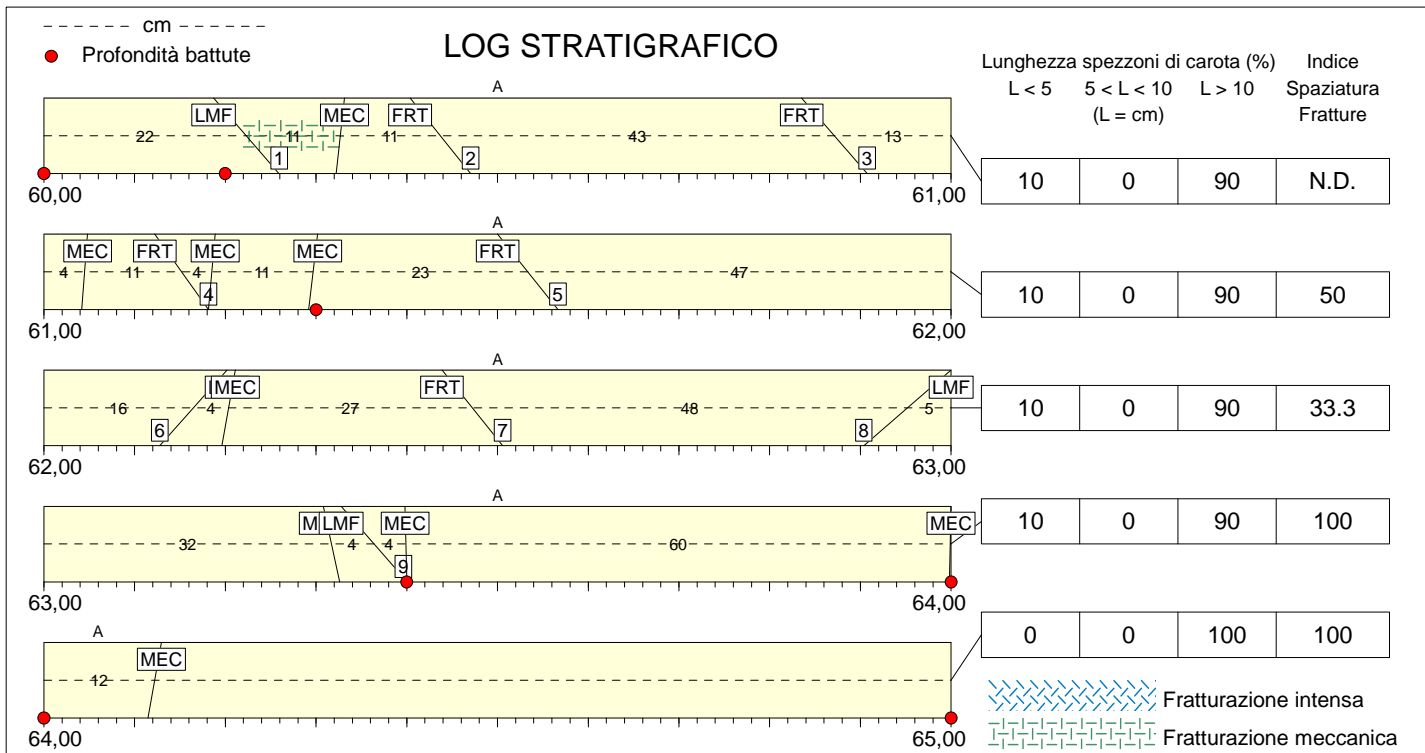 cm
Profondità battute
LOG STRATIGRAFICO
Lunghezza spezzoni di carota (%) Indice
L < 5 5 < L < 10 L > 10 Spaziatura
(L = cm) Fratture
A
LMF MEC FRT FRT
22 11 11 43 13
1 2 3
60,00 61,00
10 0 90 N.D.
A
MEC FRT MEC MEC FRT
4 11 4 11 23 47
4 5
61,00 62,00
10 0 90 50
A
MEC FRT LMF
16 4 27 48 5
6 7 8
62,00 63,00
10 0 90 33.3
A
M LMF MEC MEC
32 4 4 60
9
63,00 64,00
10 0 90 100
A
MEC
12
64,00 65,00
0 0 100 100
Fratturazione intensa
Fratturazione meccanica